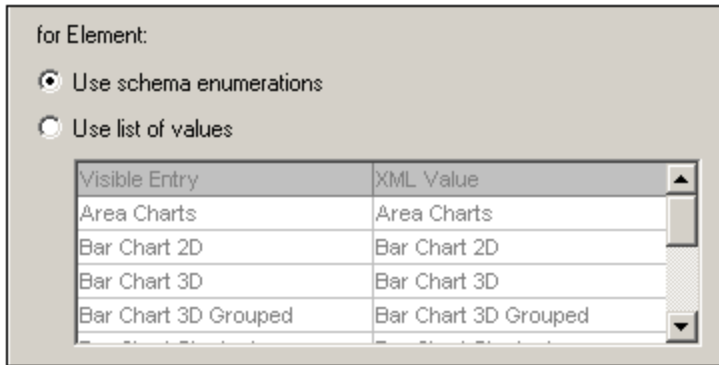 for Element:
Use schema enumerations
Use list of values
Visible Entry XML Value
Area Charts Area Charts
Bar Chart 2D Bar Chart 2D
Bar Chart 3D Bar Chart 3D
Bar Chart 3D Grouped Bar Chart 3D Grouped